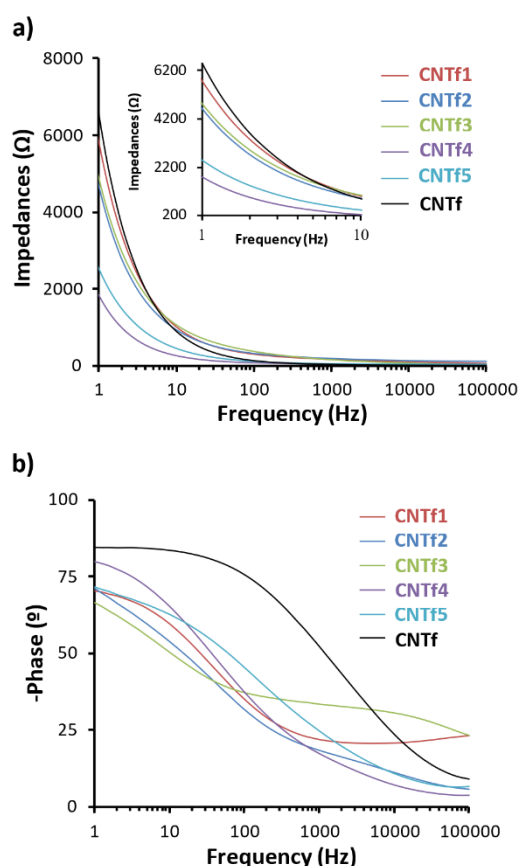 a)
8000
6000
4000
2000
0
Impedances (Ω)
1
10
100
1000
10000
100000
Frequency (Hz)
6200
4200
2200
200
Impedances (Ω)
1
10
Frequency (Hz)
CNTf1
CNTf2
CNTf3
CNTf4
CNTf5
CNTf
b)
100
75
50
25
0
-Phase (º)
1
10
100
1000
10000
100000
Frequency (Hz)
CNTf1
CNTf2
CNTf3
CNTf4
CNTf5
CNTf